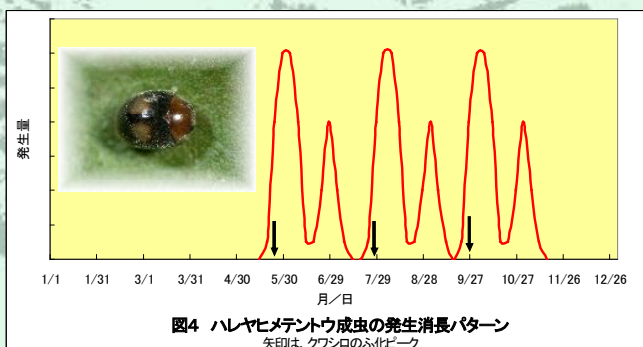 発生量
1/1 1/31 3/1 3/31 4/30 5/30 6/29 7/29 8/28 9/27 10/27 11/26 12/26
月／日
図4 ハレヤヒメテントウ成虫の発生消長パターン
矢印は、クワシロのふ化ピーク